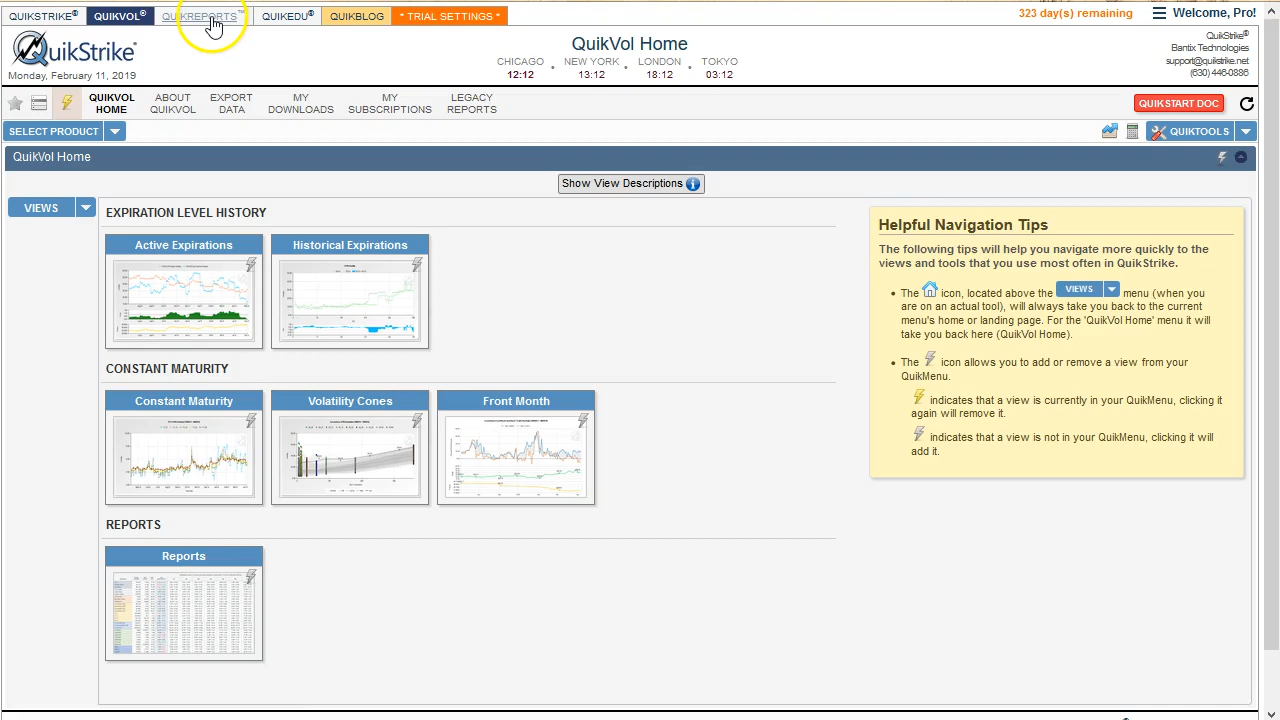 QUIKSTRIKE® QUIKVOL® QUIKREPORTS™ QUIKEDU® QUIKBLOG * TRIAL SETTINGS * 323 day(s) remaining Welcome, Pro!
QuikStrike®
QuikVol Home
QuikStrike®
Bantix Technologies
support@quikstrike.net
(630) 446-0886
CHICAGO NEW YORK LONDON TOKYO
12:12 • 13:12 • 18:12 • 03:12
Monday, February 11, 2019
QUIKVOL HOME
ABOUT QUIKVOL
EXPORT DATA
MY DOWNLOADS
MY SUBSCRIPTIONS
LEGACY REPORTS
QUIKSTART DOC
SELECT PRODUCT
QUIKTOOLS
QuikVol Home
Show View Descriptions
VIEWS
EXPIRATION LEVEL HISTORY
Active Expirations
Historical Expirations
CONSTANT MATURITY
Constant Maturity
Volatility Cones
Front Month
REPORTS
Reports
Helpful Navigation Tips
The following tips will help you navigate more quickly to the
views and tools that you use most often in QuikStrike.
• The icon, located above the VIEWS menu (when you
are on an actual tool), will always take you back to the current
menu's home or landing page. For the 'QuikVol Home' menu it will
take you back here (QuikVol Home).
• The icon allows you to add or remove a view from your
QuikMenu.
indicates that a view is currently in your QuikMenu, clicking it
again will remove it.
indicates that a view is not in your QuikMenu, clicking it will
add it.